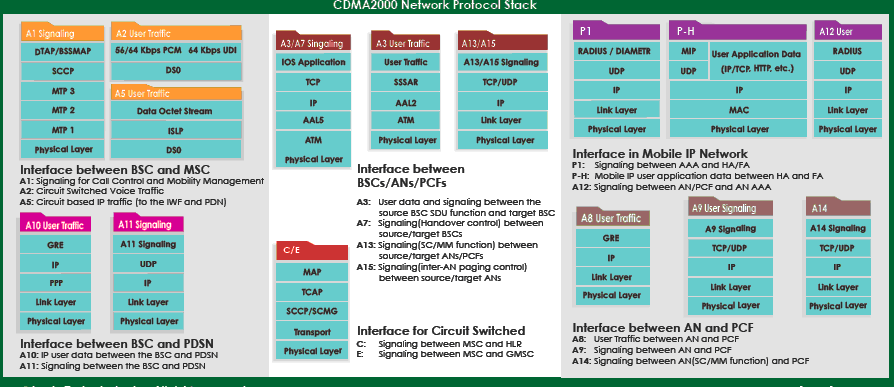 CDMA2000 Network Protocol Stack
A1 Signaling
DTAP/BSSMAP
SCCP
MTP 3
MTP 2
MTP 1
Physical Layer
A2 User Traffic
56/64 Kbps PCM 64 Kbps UDI
DS0
A5 User Traffic
Data Octet Stream
ISLP
DS0
Interface between BSC and MSC
A1: Signaling for Call Control and Mobility Management
A2: Circuit Switched Voice Traffic
A5: Circuit based IP traffic (to the IWF and PDN)
A10 User Traffic
GRE
IP
PPP
Link Layer
Physical Layer
A11 Signaling
A11 Signaling
UDP
IP
Link Layer
Physical Layer
Interface between BSC and PDSN
A10: IP user data between the BSC and PDSN
A11: Signaling between the BSC and PDSN
A3/A7 Singaling
IOS Application
TCP
IP
AAL5
ATM
Physical Layer
A3 User Traffic
User Traffic
SSSAR
AAL2
ATM
Physical Layer
A13/A15
A13/A15 Signaling
TCP/UDP
IP
Link Layer
Physical Layer
Interface between
BSCs/ANs/PCFs
A3: User data and signaling between the
source BSC SDU function and target BSC
A7: Signaling(Handover control) between
source/target BSCs
A13: Signaling(SC/MM function) between
source/target ANs/PCFs
A15: Signaling(inter-AN paging control)
between source/target ANs
C/E
MAP
TCAP
SCCP/SCMG
Transport
Physical Layer
Interface for Circuit Switched
C: Signaling between MSC and HLR
E: Signaling between MSC and GMSC
P1
RADIUS / DIAMETR
UDP
IP
Link Layer
Physical Layer
P-H
MIP
UDP
User Application Data
(IP/TCP, HTTP, etc.)
IP
MAC
Physical Layer
A12 User
RADIUS
UDP
IP
Link Layer
Physical Layer
Interface in Mobile IP Network
P1: Signaling between AAA and HA/FA
P-H: Mobile IP user application data between HA and FA
A12: Signaling between AN/PCF and AN AAA
A8 User Traffic
GRE
IP
Link Layer
Physical Layer
A9 User Signaling
A9 Signaling
TCP/UDP
IP
Link Layer
Physical Layer
A14
A14 Signaling
TCP/UDP
IP
Link Layer
Physical Layer
Interface between AN and PCF
A8: User Traffic between AN and PCF
A9: Signaling between AN and PCF
A14: Signaling between AN(SC/MM function) and PCF